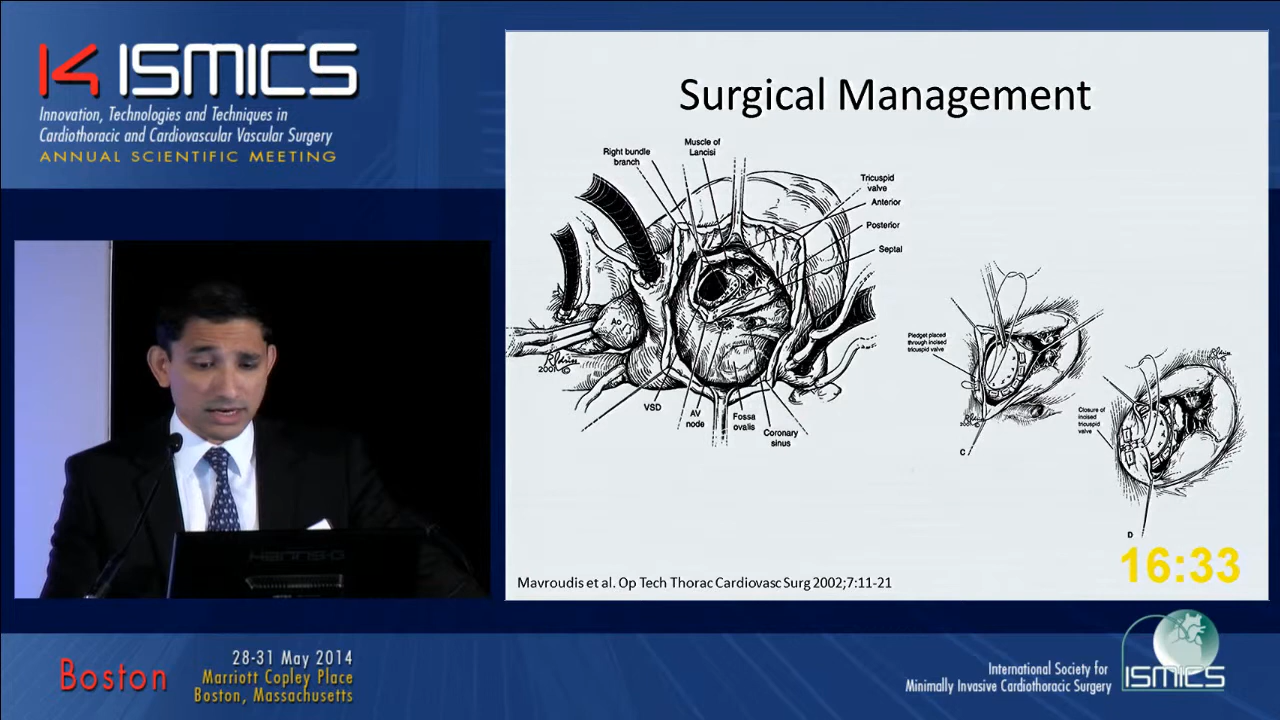 14 ISMICS
Innovation, Technologies and Techniques in
Cardiothoracic and Cardiovascular Vascular Surgery
ANNUAL SCIENTIFIC MEETING
Surgical Management
Right bundle
branch
Muscle of
Lancisi
Tricuspid
valve
Anterior
Posterior
Septal
Ao
2001 ©
VSD
AV
node
Fossa
ovalis
Coronary
sinus
Pledget placed
through incised
tricuspid valve
C
Closure of
incised
tricuspid
valve
D
16:33
Mavroudis et al. Op Tech Thorac Cardiovasc Surg 2002;7:11-21
HANNS-G
Boston
28-31 May 2014
Marriott Copley Place
Boston, Massachusetts
International Society for
Minimally Invasive Cardiothoracic Surgery
ISMICS